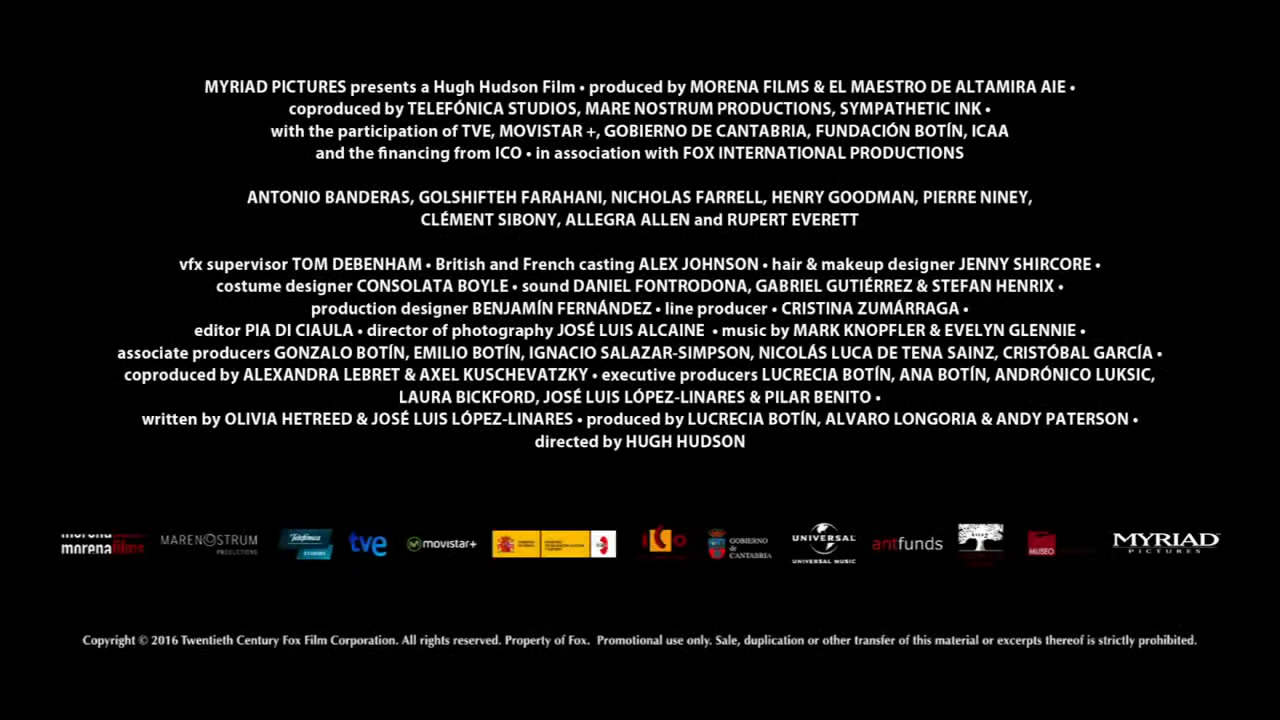 MYRIAD PICTURES presents a Hugh Hudson Film • produced by MORENA FILMS & EL MAESTRO DE ALTAMIRA AIE •
coproduced by TELEFÓNICA STUDIOS, MARE NOSTRUM PRODUCTIONS, SYMPATHETIC INK •
with the participation of TVE, MOVISTAR +, GOBIERNO DE CANTABRIA, FUNDACIÓN BOTÍN, ICAA
and the financing from ICO • in association with FOX INTERNATIONAL PRODUCTIONS
ANTONIO BANDERAS, GOLSHIFTEH FARAHANI, NICHOLAS FARRELL, HENRY GOODMAN, PIERRE NINEY,
CLÉMENT SIBONY, ALLEGRA ALLEN and RUPERT EVERETT
vfx supervisor TOM DEBENHAM • British and French casting ALEX JOHNSON • hair & makeup designer JENNY SHIRCORE •
costume designer CONSOLATA BOYLE • sound DANIEL FONTRODONA, GABRIEL GUTIÉRREZ & STEFAN HENRIX •
production designer BENJAMÍN FERNÁNDEZ • line producer • CRISTINA ZUMÁRRAGA •
editor PIA DI CIAULA • director of photography JOSÉ LUIS ALCAINE • music by MARK KNOPFLER & EVELYN GLENNIE •
associate producers GONZALO BOTÍN, EMILIO BOTÍN, IGNACIO SALAZAR-SIMPSON, NICOLÁS LUCA DE TENA SAINZ, CRISTÓBAL GARCÍA •
coproduced by ALEXANDRA LEBRET & AXEL KUSCHEVATZKY • executive producers LUCRECIA BOTÍN, ANA BOTÍN, ANDRÓNICO LUKSIC,
LAURA BICKFORD, JOSÉ LUIS LÓPEZ-LINARES & PILAR BENITO •
written by OLIVIA HETREED & JOSÉ LUIS LÓPEZ-LINARES • produced by LUCRECIA BOTÍN, ALVARO LONGORIA & ANDY PATERSON •
directed by HUGH HUDSON
morenafilms MARENOSTRUM PRODUCTIONS Telefónica STUDIOS tve movistar+ ICO GOBIERNO de CANTABRIA UNIVERSAL UNIVERSAL MUSIC antfunds MUSEO MYRIAD PICTURES
Copyright © 2016 Twentieth Century Fox Film Corporation. All rights reserved. Property of Fox. Promotional use only. Sale, duplication or other transfer of this material or excerpts thereof is strictly prohibited.